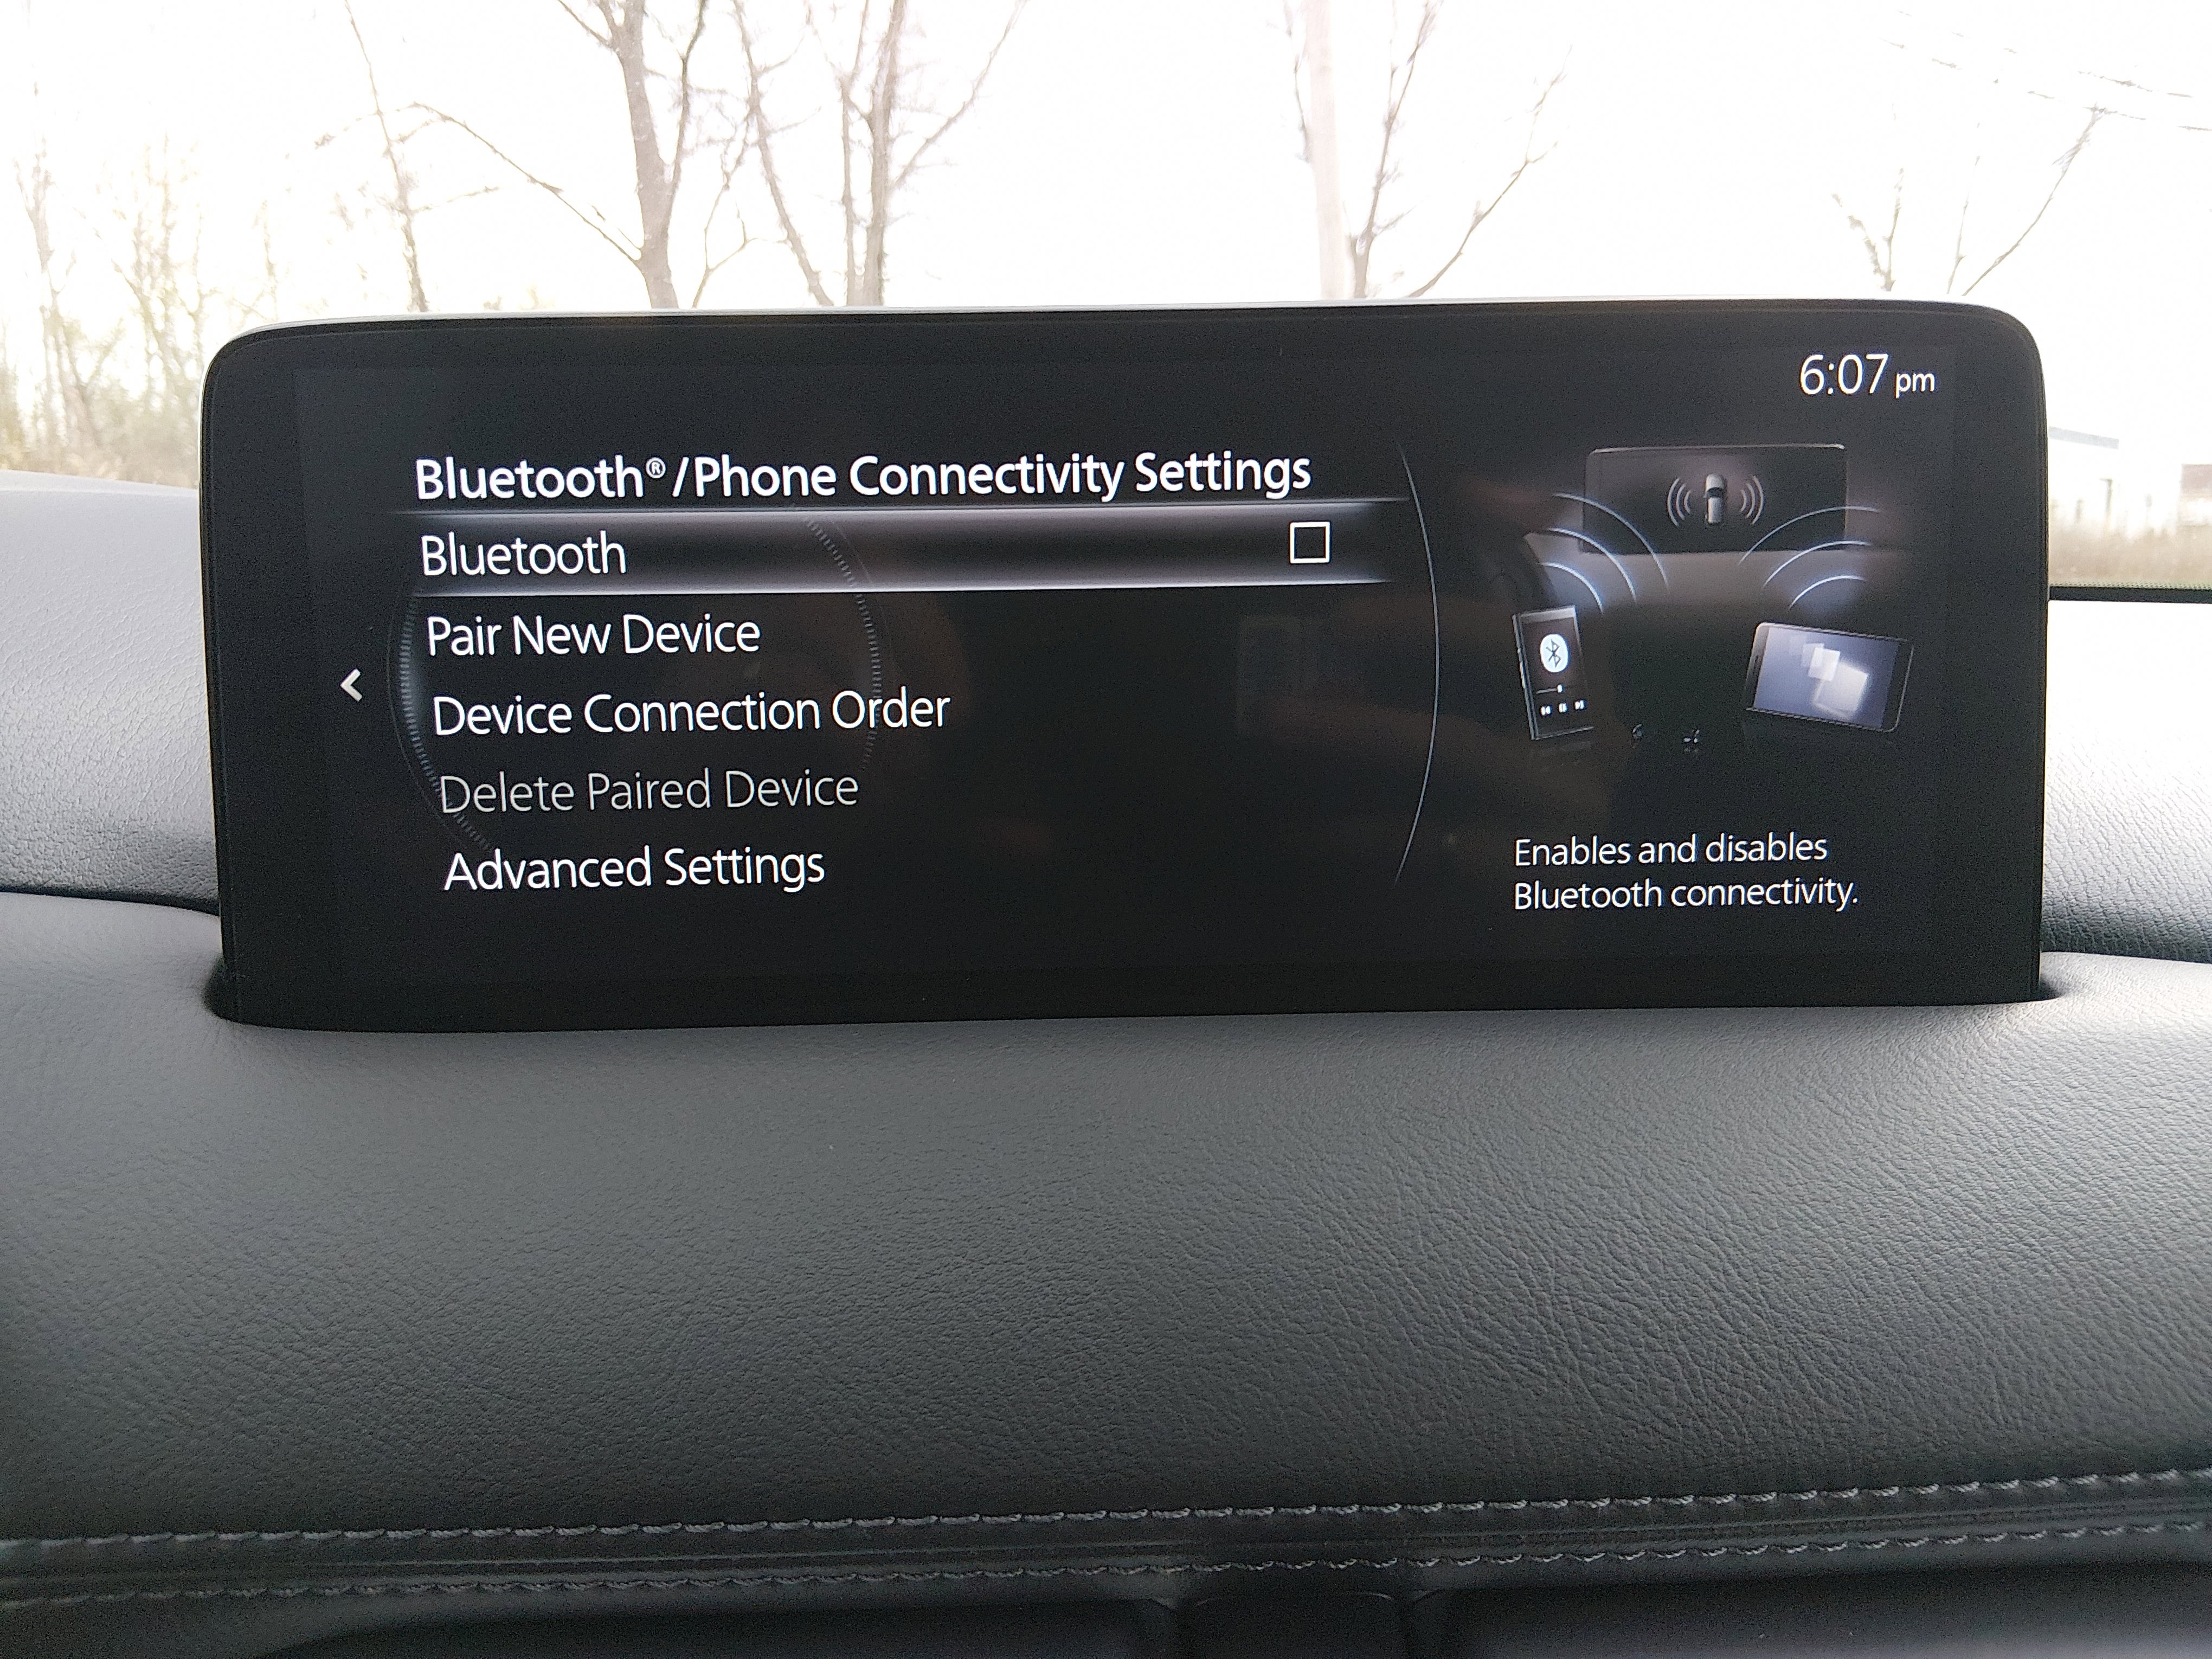 6:07 pm
Bluetooth®/Phone Connectivity Settings
Bluetooth
Pair New Device
Device Connection Order
Delete Paired Device
Advanced Settings
Enables and disables
Bluetooth connectivity.